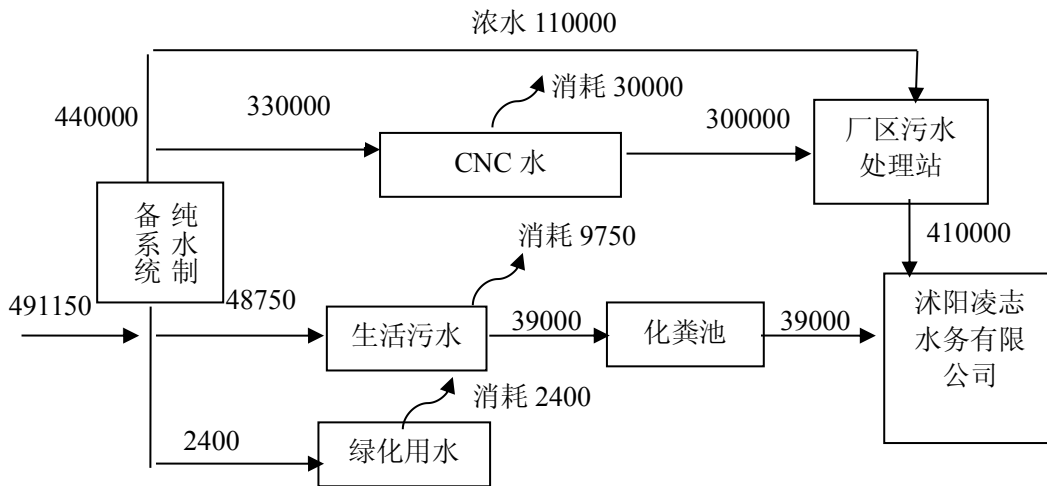 浓水 110000
消耗 30000
440000
330000
300000
CNC 水
厂区污水
处理站
纯水制
备系统
消耗 9750
410000
491150
48750
生活污水
39000
化粪池
39000
沭阳凌志
水务有限
公司
消耗 2400
2400
绿化用水